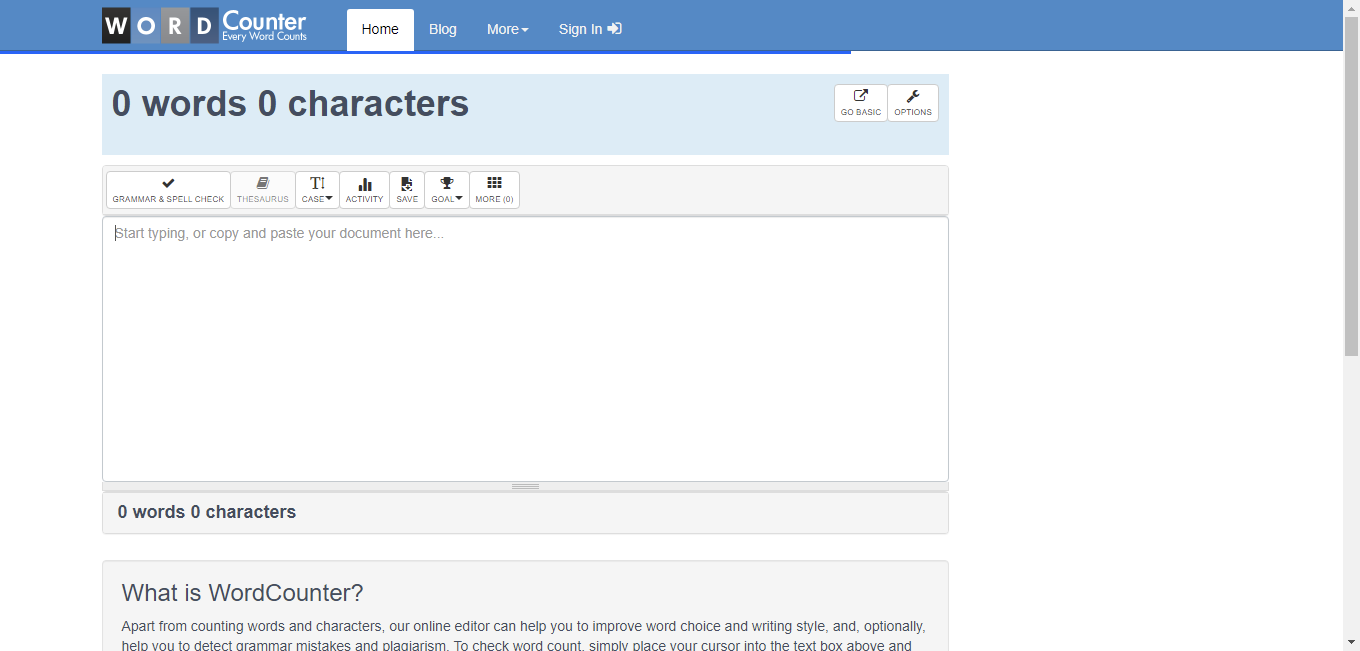 WORD Counter
Every Word Counts
Home
Blog
More
Sign In
0 words 0 characters
GO BASIC
OPTIONS
GRAMMAR & SPELL CHECK
THESAURUS
CASE
ACTIVITY
SAVE
GOAL
MORE (0)
Start typing, or copy and paste your document here...
0 words 0 characters
What is WordCounter?
Apart from counting words and characters, our online editor can help you to improve word choice and writing style, and, optionally,
help you to detect grammar mistakes and plagiarism. To check word count, simply place your cursor into the text box above and